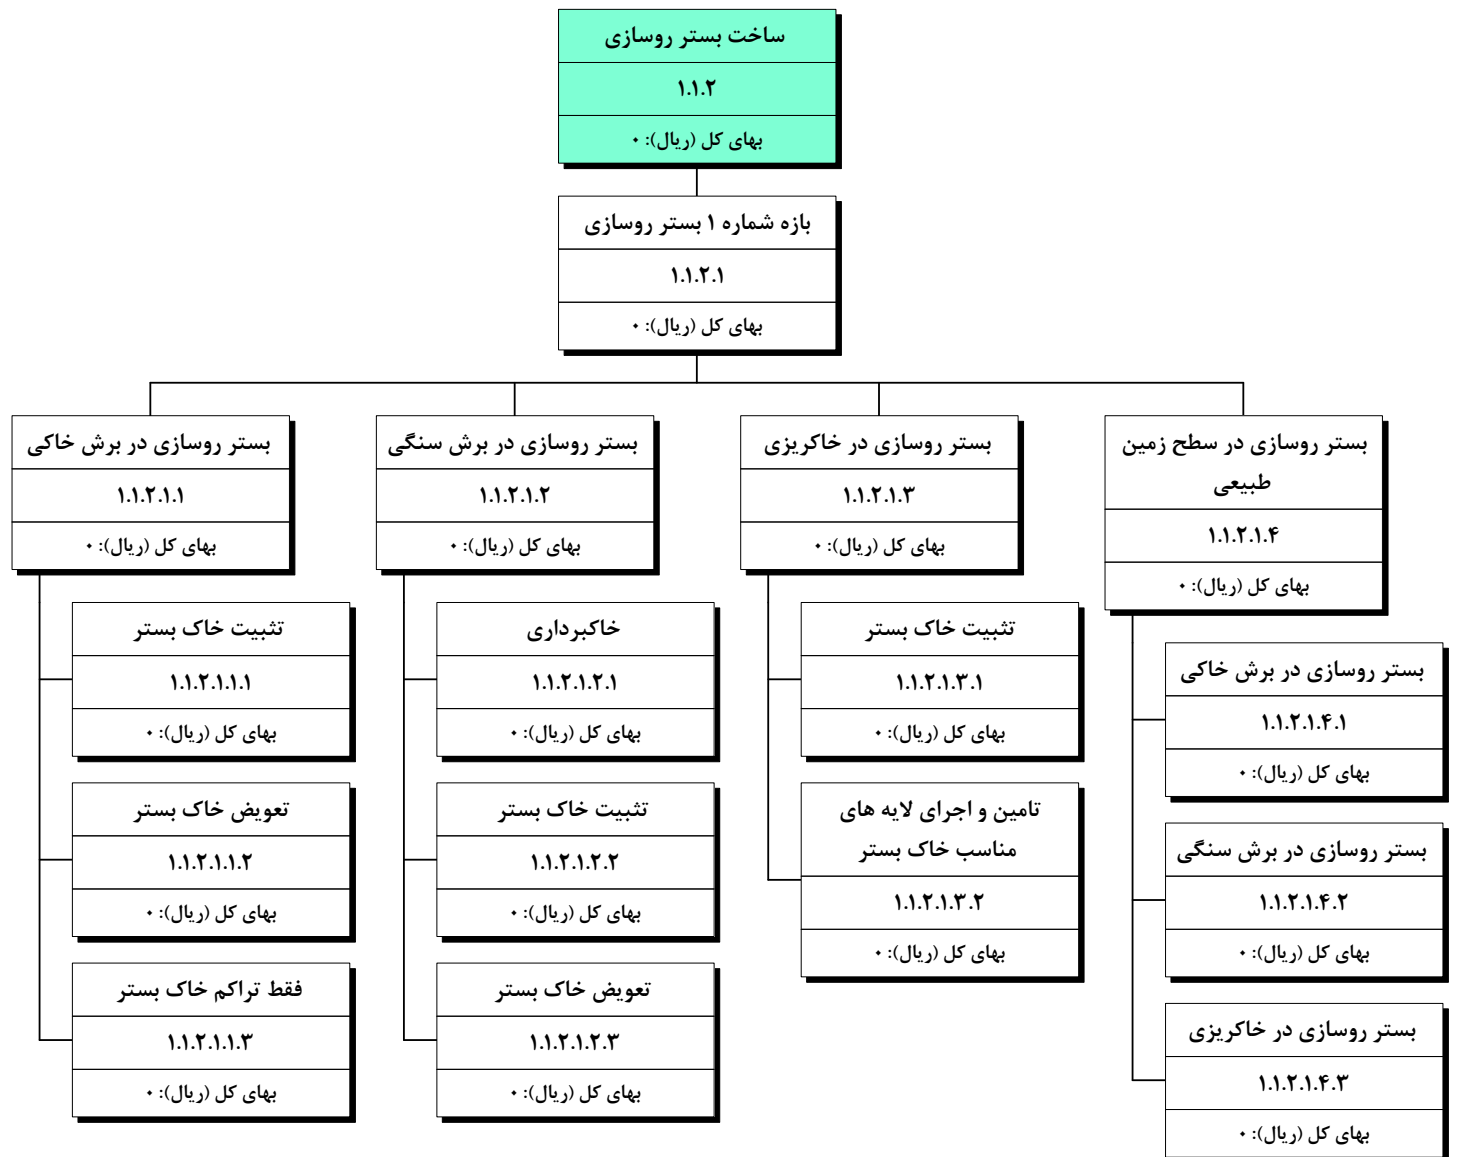 ساخت بستر روسازی
۱.۱.۲
بهای کل (ریال): ۰
بازه شماره ۱ بستر روسازی
۱.۱.۲.۱
بهای کل (ریال): ۰
بستر روسازی در برش خاکی
۱.۱.۲.۱.۱
بهای کل (ریال): ۰
تثبیت خاک بستر
۱.۱.۲.۱.۱.۱
بهای کل (ریال): ۰
تعویض خاک بستر
۱.۱.۲.۱.۱.۲
بهای کل (ریال): ۰
فقط تراکم خاک بستر
۱.۱.۲.۱.۱.۳
بهای کل (ریال): ۰
بستر روسازی در برش سنگی
۱.۱.۲.۱.۲
بهای کل (ریال): ۰
خاکبرداری
۱.۱.۲.۱.۲.۱
بهای کل (ریال): ۰
تثبیت خاک بستر
۱.۱.۲.۱.۲.۲
بهای کل (ریال): ۰
تعویض خاک بستر
۱.۱.۲.۱.۲.۳
بهای کل (ریال): ۰
بستر روسازی در خاکریزی
۱.۱.۲.۱.۳
بهای کل (ریال): ۰
تثبیت خاک بستر
۱.۱.۲.۱.۳.۱
بهای کل (ریال): ۰
تامین و اجرای لایه های
مناسب خاک بستر
۱.۱.۲.۱.۳.۲
بهای کل (ریال): ۰
بستر روسازی در سطح زمین
طبیعی
۱.۱.۲.۱.۴
بهای کل (ریال): ۰
بستر روسازی در برش خاکی
۱.۱.۲.۱.۴.۱
بهای کل (ریال): ۰
بستر روسازی در برش سنگی
۱.۱.۲.۱.۴.۲
بهای کل (ریال): ۰
بستر روسازی در خاکریزی
۱.۱.۲.۱.۴.۳
بهای کل (ریال): ۰